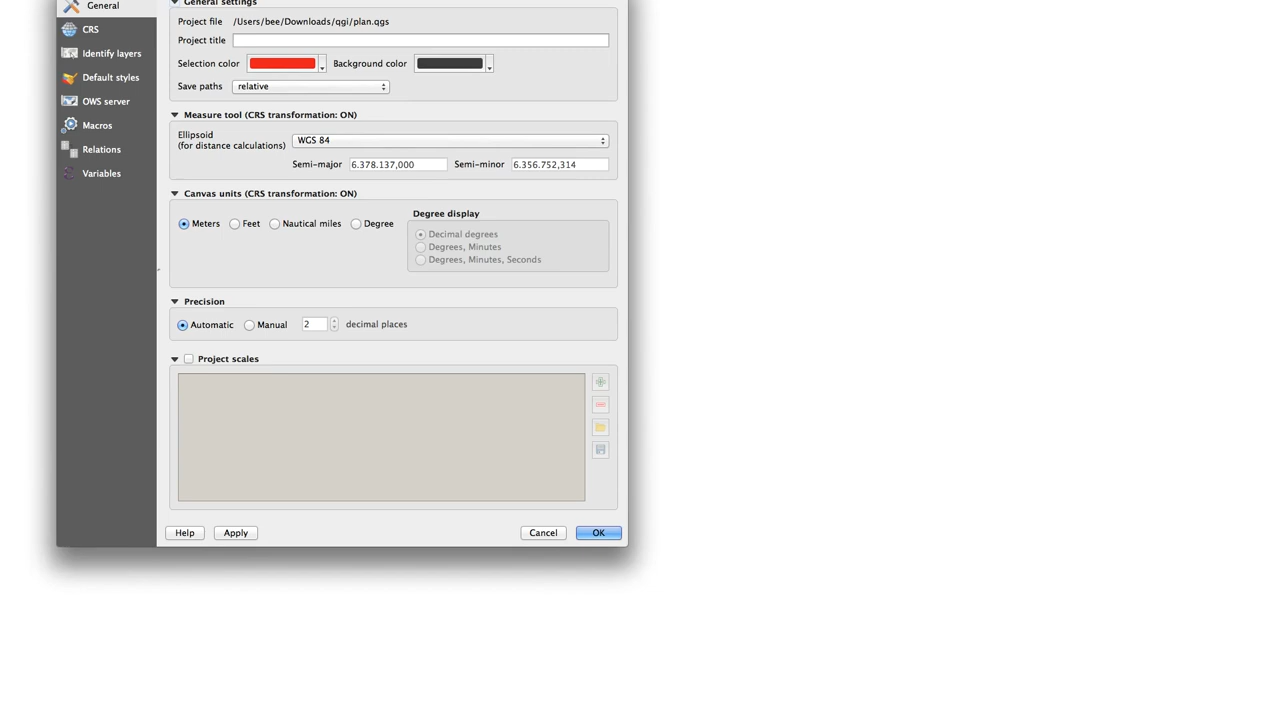 General
CRS
Identify layers
Default styles
OWS server
Macros
Relations
Variables
General settings
Project file /Users/bee/Downloads/qgi/plan.qgs
Project title
Selection color Background color
Save paths relative
Measure tool (CRS transformation: ON)
Ellipsoid
(for distance calculations) WGS 84
Semi-major 6.378.137,000 Semi-minor 6.356.752,314
Canvas units (CRS transformation: ON)
Meters Feet Nautical miles Degree
Degree display
Decimal degrees
Degrees, Minutes
Degrees, Minutes, Seconds
Precision
Automatic Manual 2 decimal places
Project scales
Help Apply Cancel OK